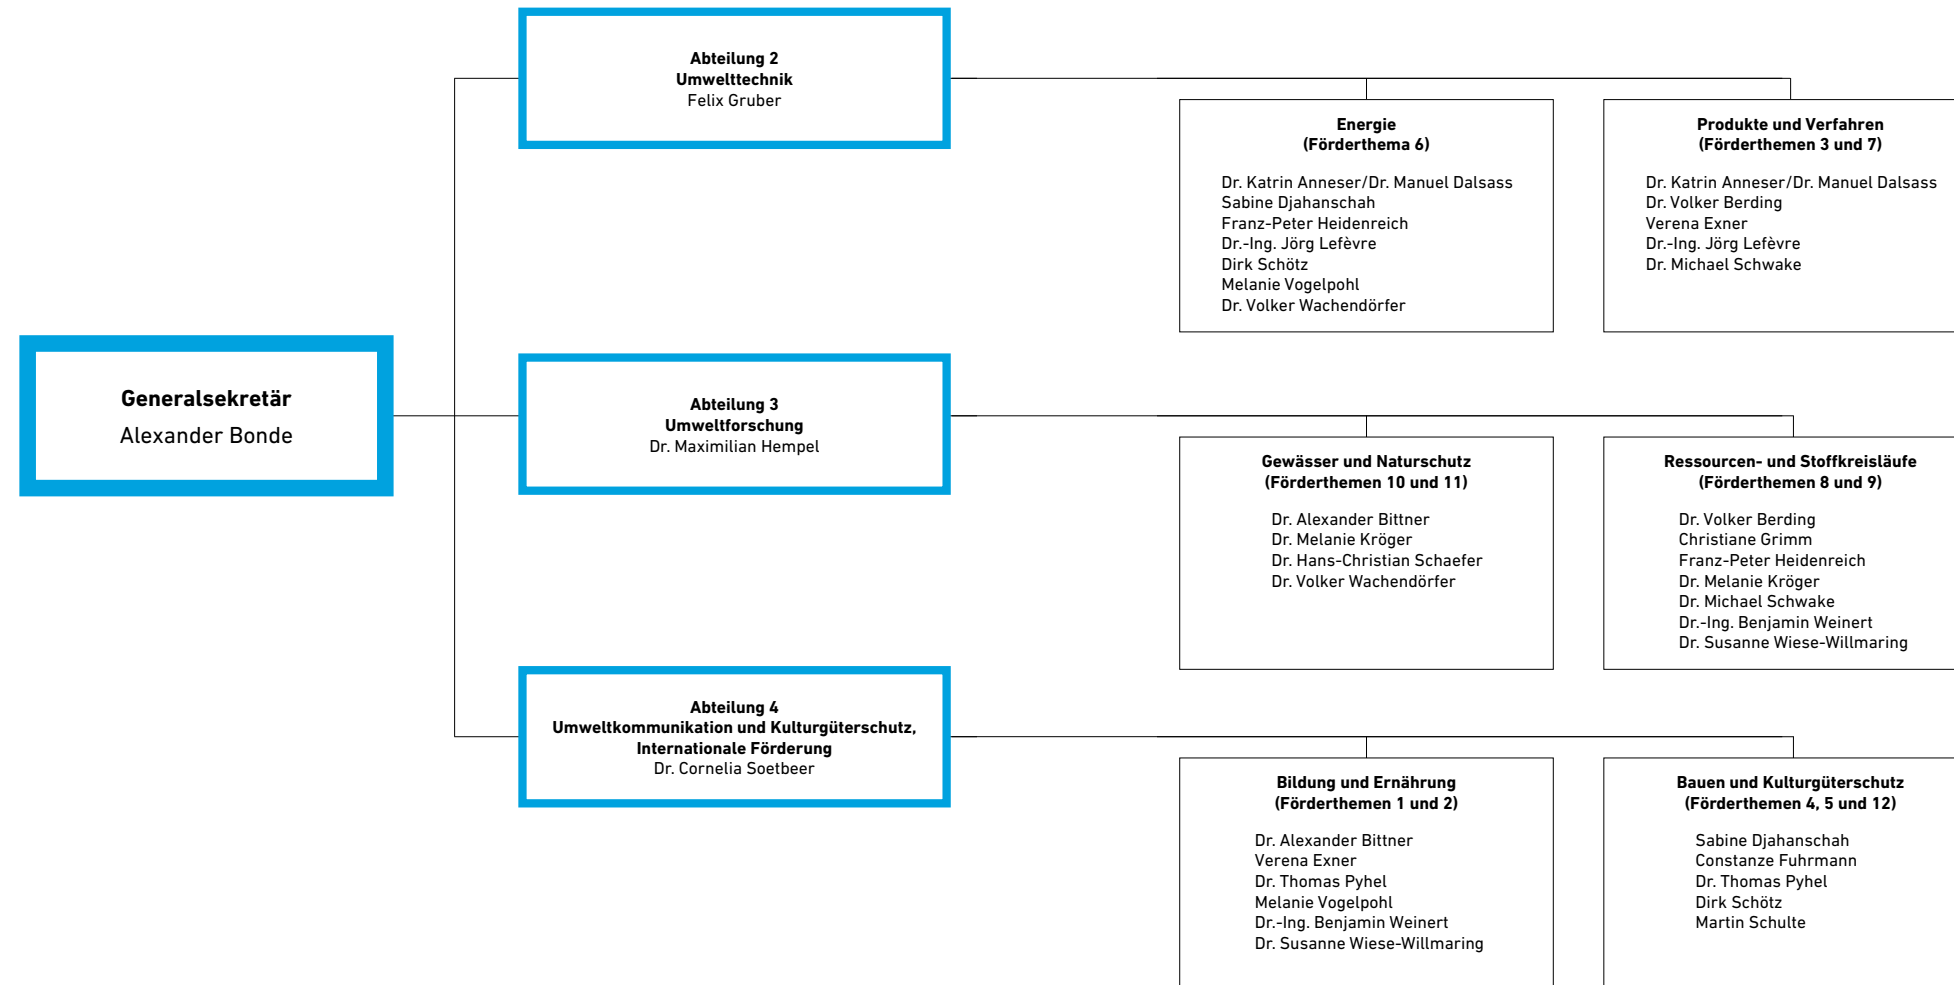 Abteilung 2
Umwelttechnik
Felix Gruber
Energie
(Förderthema 6)
Dr. Katrin Anneser/Dr. Manuel Dalsass
Sabine Djahanschah
Franz-Peter Heidenreich
Dr.-Ing. Jörg Lefèvre
Dirk Schötz
Melanie Vogelpohl
Dr. Volker Wachendörfer
Produkte und Verfahren
(Förderthemen 3 und 7)
Dr. Katrin Anneser/Dr. Manuel Dalsass
Dr. Volker Berding
Verena Exner
Dr.-Ing. Jörg Lefèvre
Dr. Michael Schwake
Generalsekretär
Alexander Bonde
Abteilung 3
Umweltforschung
Dr. Maximilian Hempel
Gewässer und Naturschutz
(Förderthemen 10 und 11)
Dr. Alexander Bittner
Dr. Melanie Kröger
Dr. Hans-Christian Schaefer
Dr. Volker Wachendörfer
Ressourcen- und Stoffkreisläufe
(Förderthemen 8 und 9)
Dr. Volker Berding
Christiane Grimm
Franz-Peter Heidenreich
Dr. Melanie Kröger
Dr. Michael Schwake
Dr.-Ing. Benjamin Weinert
Dr. Susanne Wiese-Willmaring
Abteilung 4
Umweltkommunikation und Kulturgüterschutz,
Internationale Förderung
Dr. Cornelia Soetbeer
Bildung und Ernährung
(Förderthemen 1 und 2)
Dr. Alexander Bittner
Verena Exner
Dr. Thomas Pyhel
Melanie Vogelpohl
Dr.-Ing. Benjamin Weinert
Dr. Susanne Wiese-Willmaring
Bauen und Kulturgüterschutz
(Förderthemen 4, 5 und 12)
Sabine Djahanschah
Constanze Fuhrmann
Dr. Thomas Pyhel
Dirk Schötz
Martin Schulte